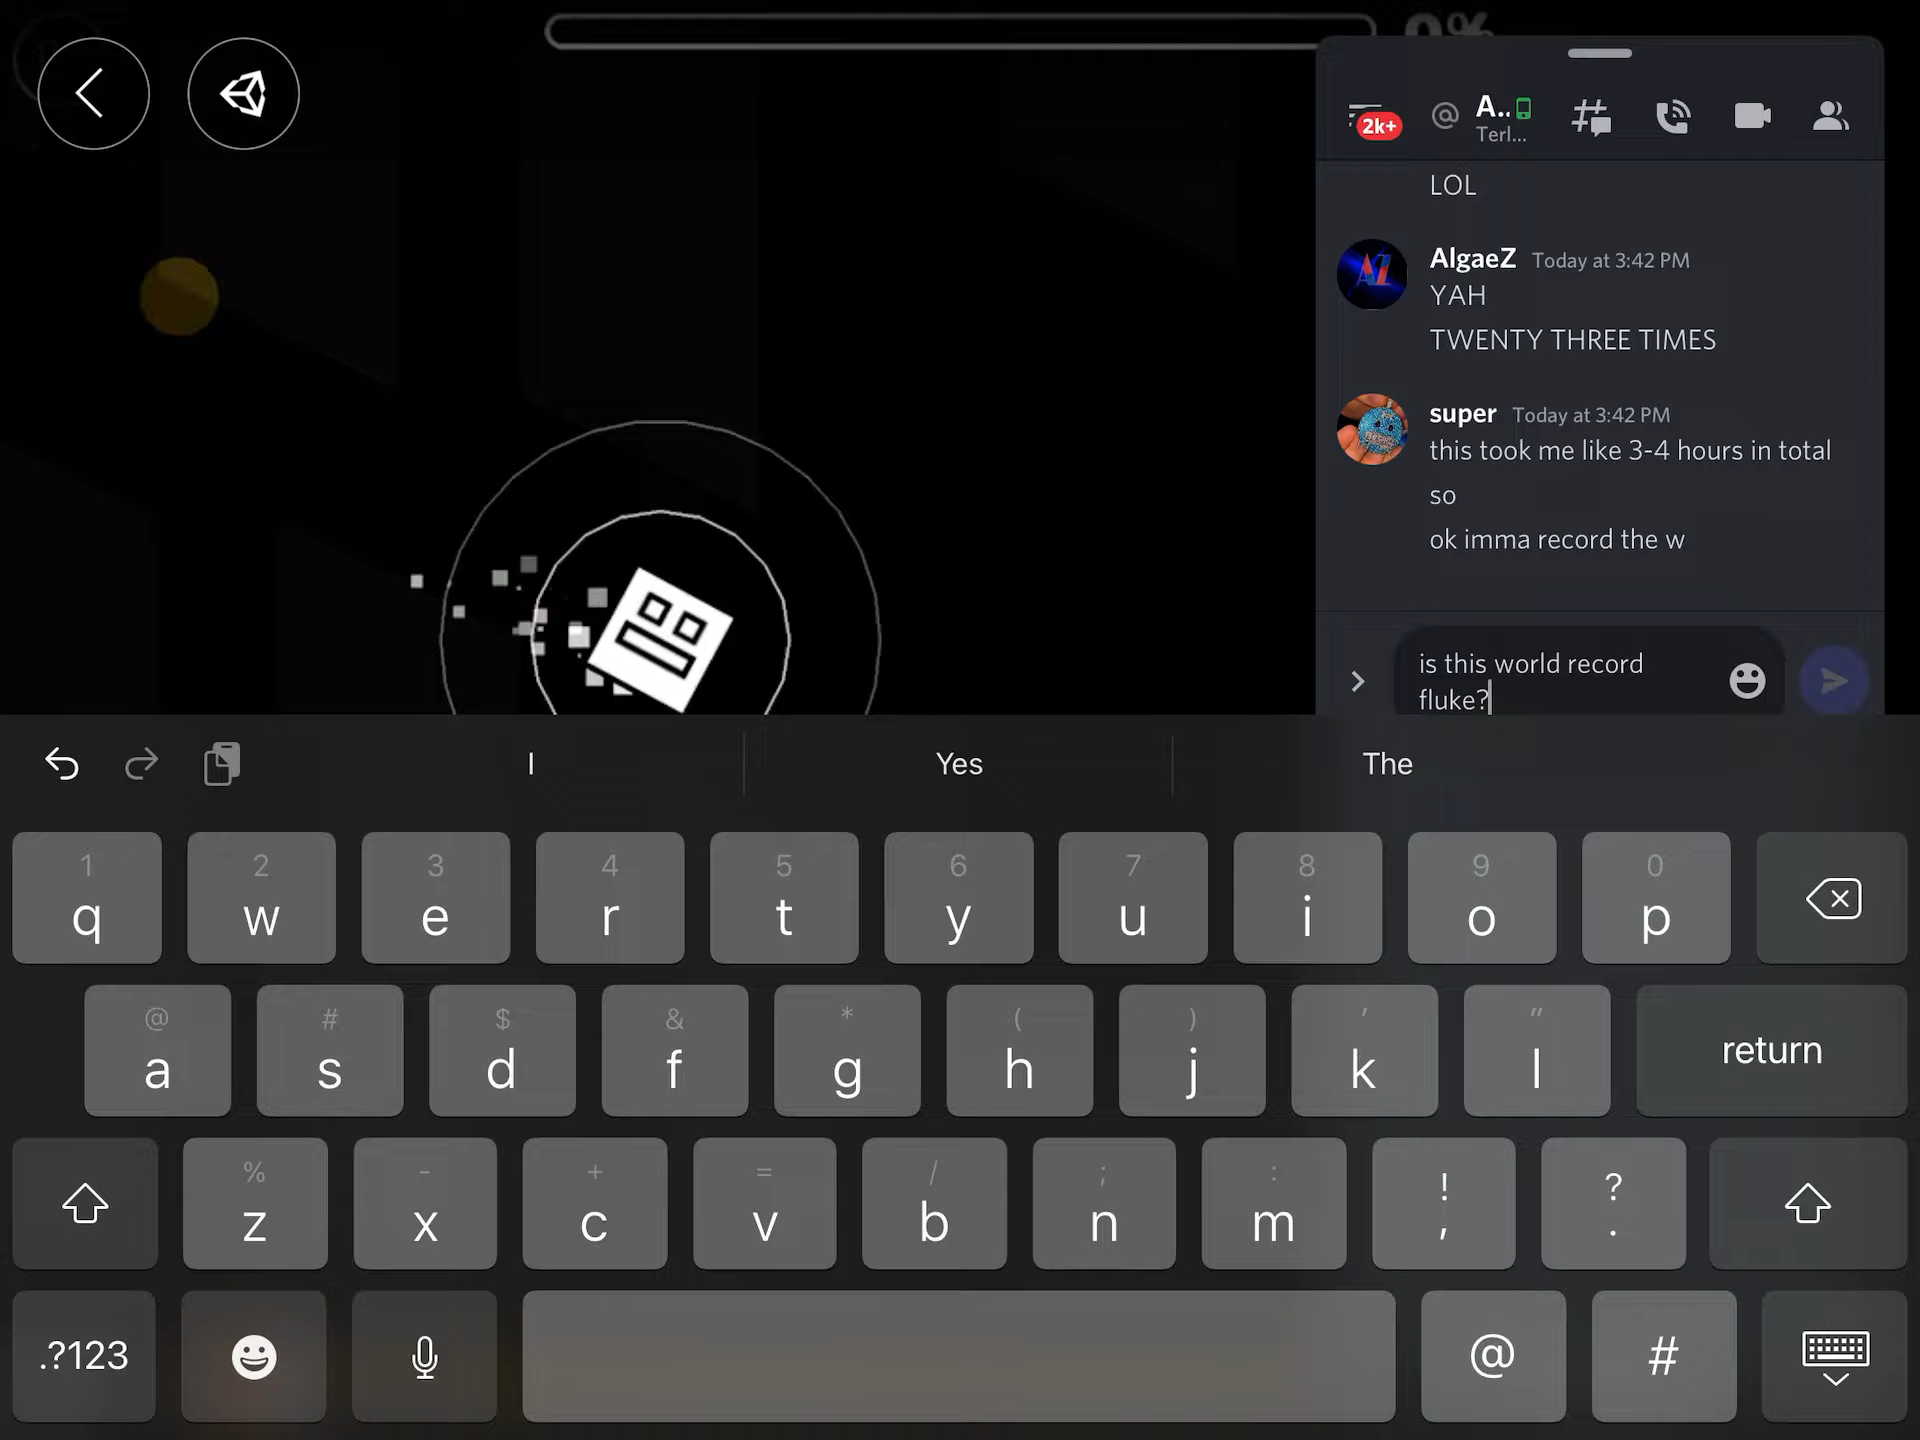 0%
2k+
@
A..
Terl...
LOL
AlgaeZ Today at 3:42 PM
YAH
TWENTY THREE TIMES
super Today at 3:42 PM
this took me like 3-4 hours in total
so
ok imma record the w
is this world record
fluke?
I Yes The
1 2 3 4 5 6 7 8 9 0
q w e r t y u i o p
@ # $ & * ( ) ' "
a s d f g h j k l return
% - + = / ; : ! ?
z x c v b n m , .
.?123 @ #